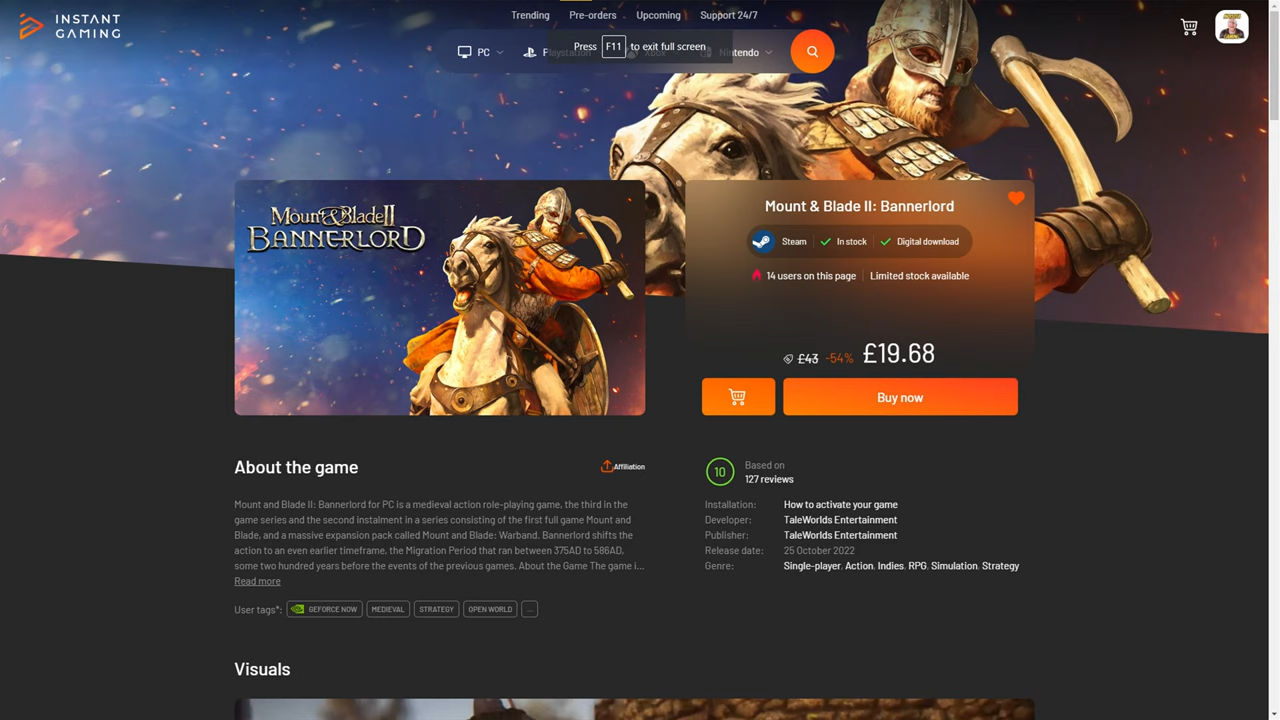 INSTANT
GAMING
Trending
Pre-orders
Upcoming
Support 24/7
PC
Playstation
Xbox
Nintendo
Press F11 to exit full screen
Mount & Blade II
BANNERLORD
Mount & Blade II: Bannerlord
Steam
In stock
Digital download
14 users on this page
Limited stock available
£43 -54% £19.68
Buy now
About the game
Affiliation
Mount and Blade II: Bannerlord for PC is a medieval action role-playing game, the third in the
game series and the second instalment in a series consisting of the first full game Mount and
Blade, and a massive expansion pack called Mount and Blade: Warband. Bannerlord shifts the
action to an even earlier timeframe, the Migration Period that ran between 375AD to 586AD,
some two hundred years before the events of the previous games. About the Game The game i...
Read more
User tags*: GEFORCE NOW MEDIEVAL STRATEGY OPEN WORLD ...
10
Based on
127 reviews
Installation: How to activate your game
Developer: TaleWorlds Entertainment
Publisher: TaleWorlds Entertainment
Release date: 25 October 2022
Genre: Single-player, Action, Indies, RPG, Simulation, Strategy
Visuals